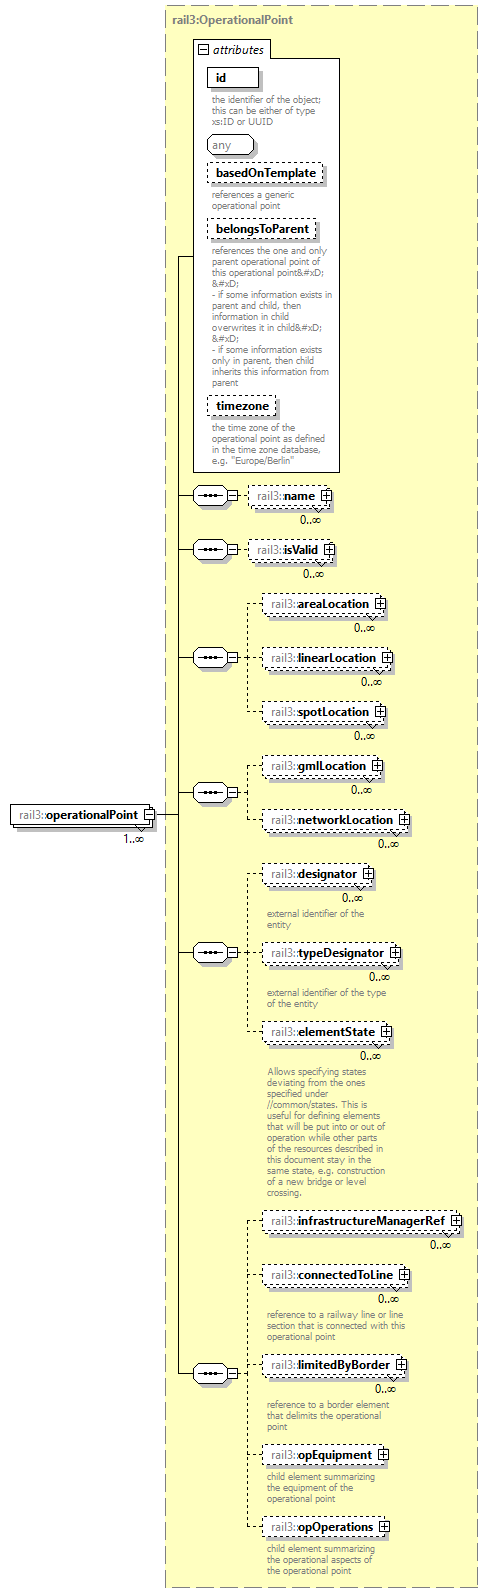 rail3:OperationalPoint
attributes
id
the identifier of the object;
this can be either of type
xs:ID or UUID
any
basedOnTemplate
references a generic
operational point
belongsToParent
references the one and only
parent operational point of
this operational point&#xD;
&#xD;
- if some information exists in
parent and child, then
information in child
overwrites it in child&#xD;
&#xD;
- if some information exists
only in parent, then child
inherits this information from
parent
timezone
the time zone of the
operational point as defined
in the time zone database,
e.g. "Europe/Berlin"
rail3:name
0..∞
rail3:isValid
0..∞
rail3:areaLocation
0..∞
rail3:linearLocation
0..∞
rail3:spotLocation
0..∞
rail3:gmlLocation
0..∞
rail3:operationalPoint
1..∞
rail3:networkLocation
0..∞
rail3:designator
0..∞
external identifier of the
entity
rail3:typeDesignator
0..∞
external identifier of the type
of the entity
rail3:elementState
0..∞
Allows specifying states
deviating from the ones
specified under
//common/states. This is
useful for defining elements
that will be put into or out of
operation while other parts
of the resources described in
this document stay in the
same state, e.g. construction
of a new bridge or level
crossing.
rail3:infrastructureManagerRef
0..∞
rail3:connectedToLine
0..∞
reference to a railway line or line
section that is connected with this
operational point
rail3:limitedByBorder
0..∞
reference to a border element
that delimits the operational
point
rail3:opEquipment
child element summarizing
the equipment of the
operational point
rail3:opOperations
child element summarizing
the operational aspects of
the operational point